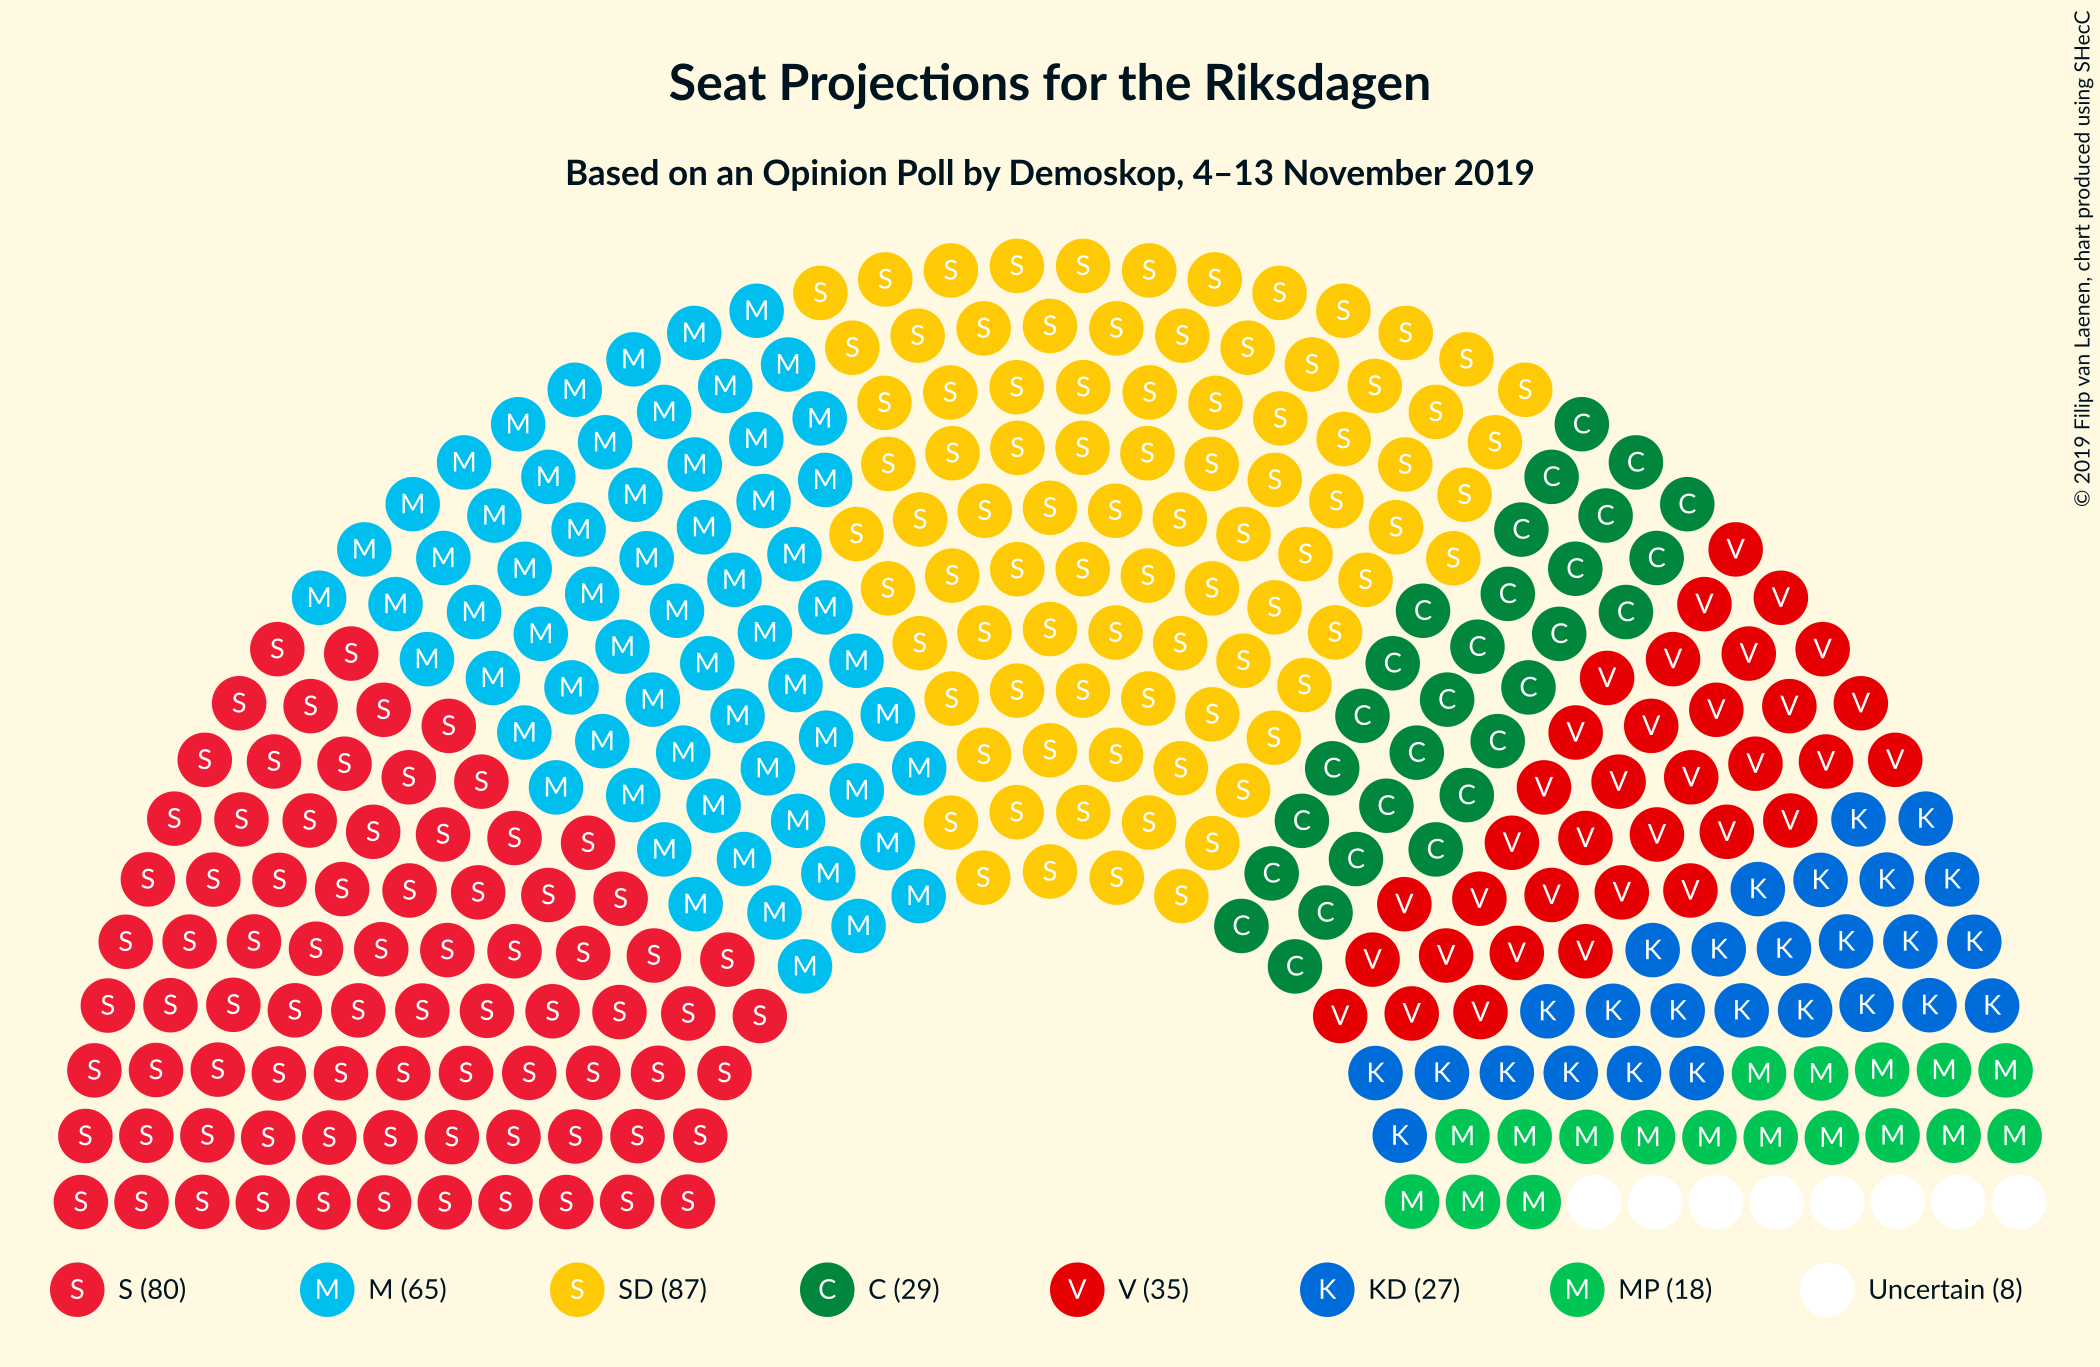 Seat Projections for the Riksdagen
Based on an Opinion Poll by Demoskop, 4–13 November 2019
© 2019 Filip van Laenen, chart produced using SHecC
S S (80) M M (65) S SD (87) C C (29) V V (35) K KD (27) M MP (18) Uncertain (8)